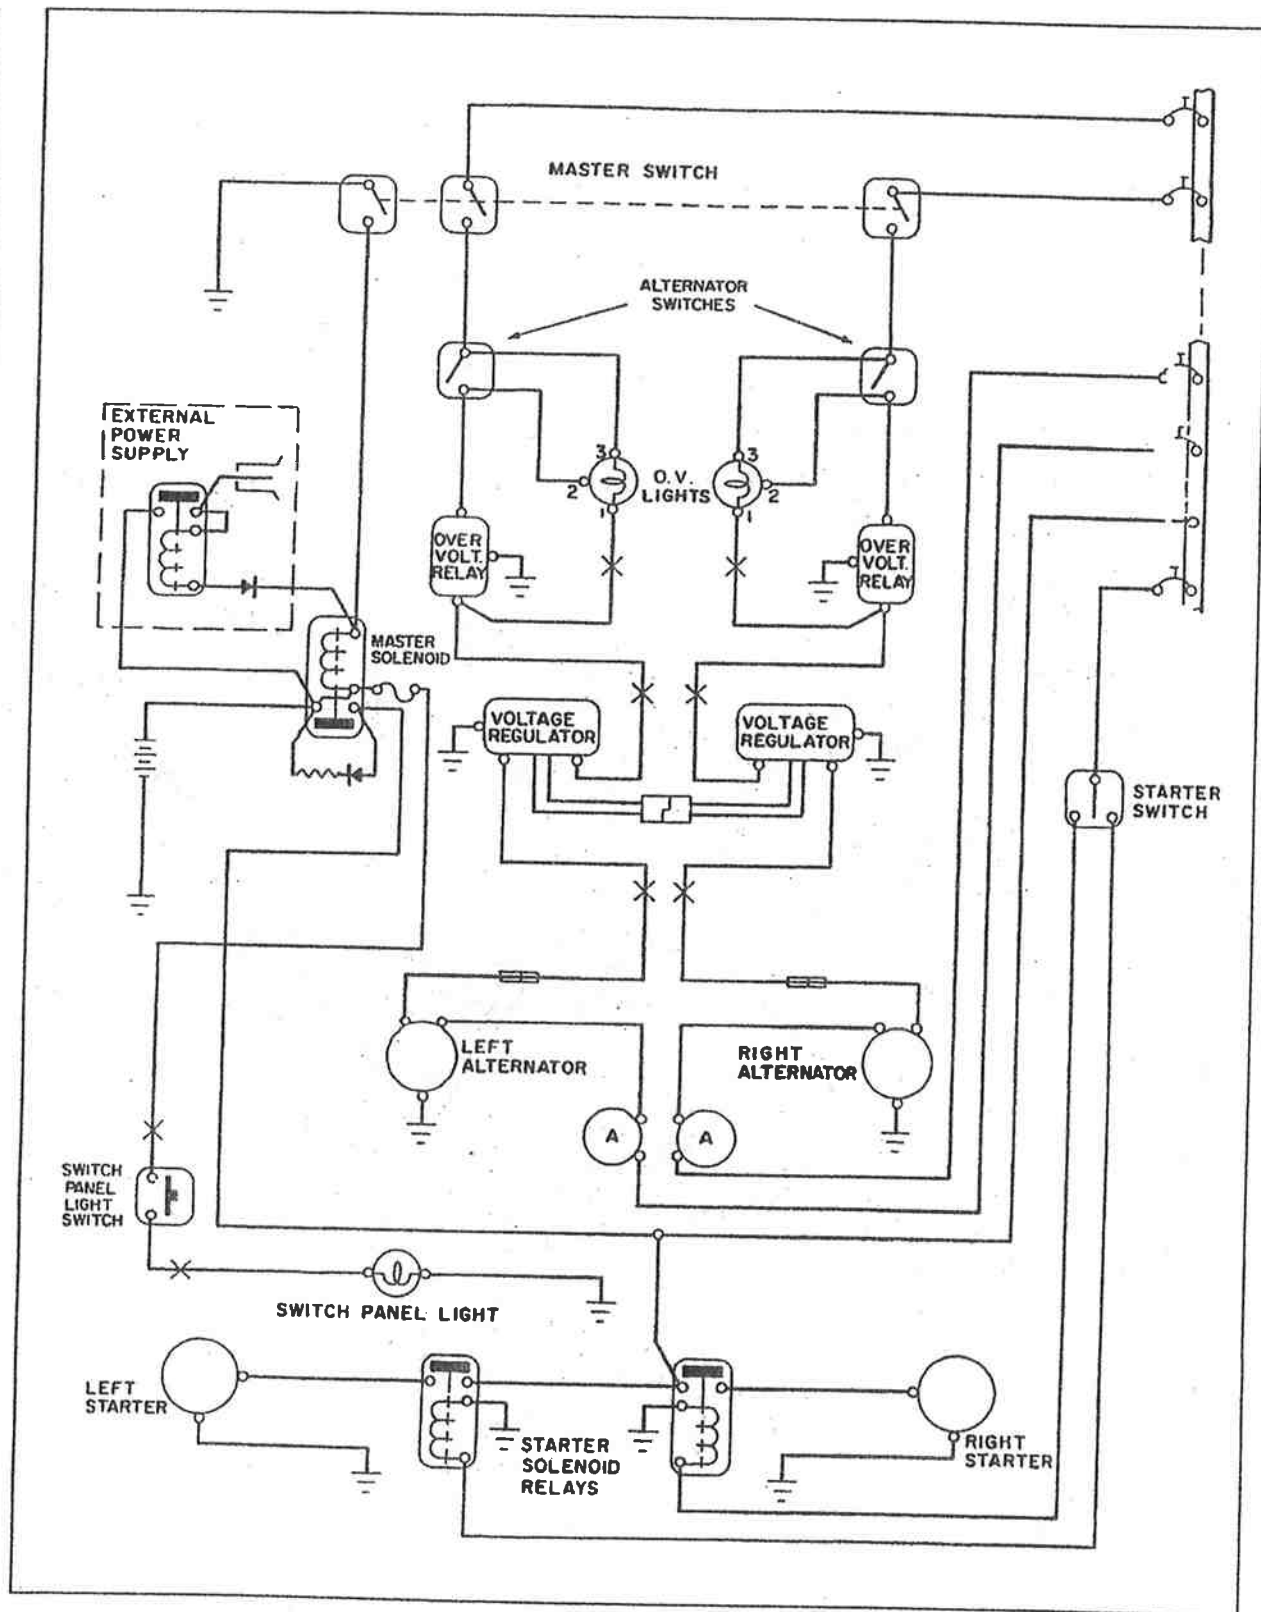 MASTER SWITCH
ALTERNATOR
SWITCHES
EXTERNAL
POWER
SUPPLY
3
2
1
O.V.
LIGHTS
3
2
1
OVER
VOLT.
RELAY
OVER
VOLT.
RELAY
MASTER
SOLENOID
VOLTAGE
REGULATOR
VOLTAGE
REGULATOR
STARTER
SWITCH
LEFT
ALTERNATOR
RIGHT
ALTERNATOR
A
A
SWITCH
PANEL
LIGHT
SWITCH
SWITCH PANEL LIGHT
LEFT
STARTER
STARTER
SOLENOID
RELAYS
RIGHT
STARTER